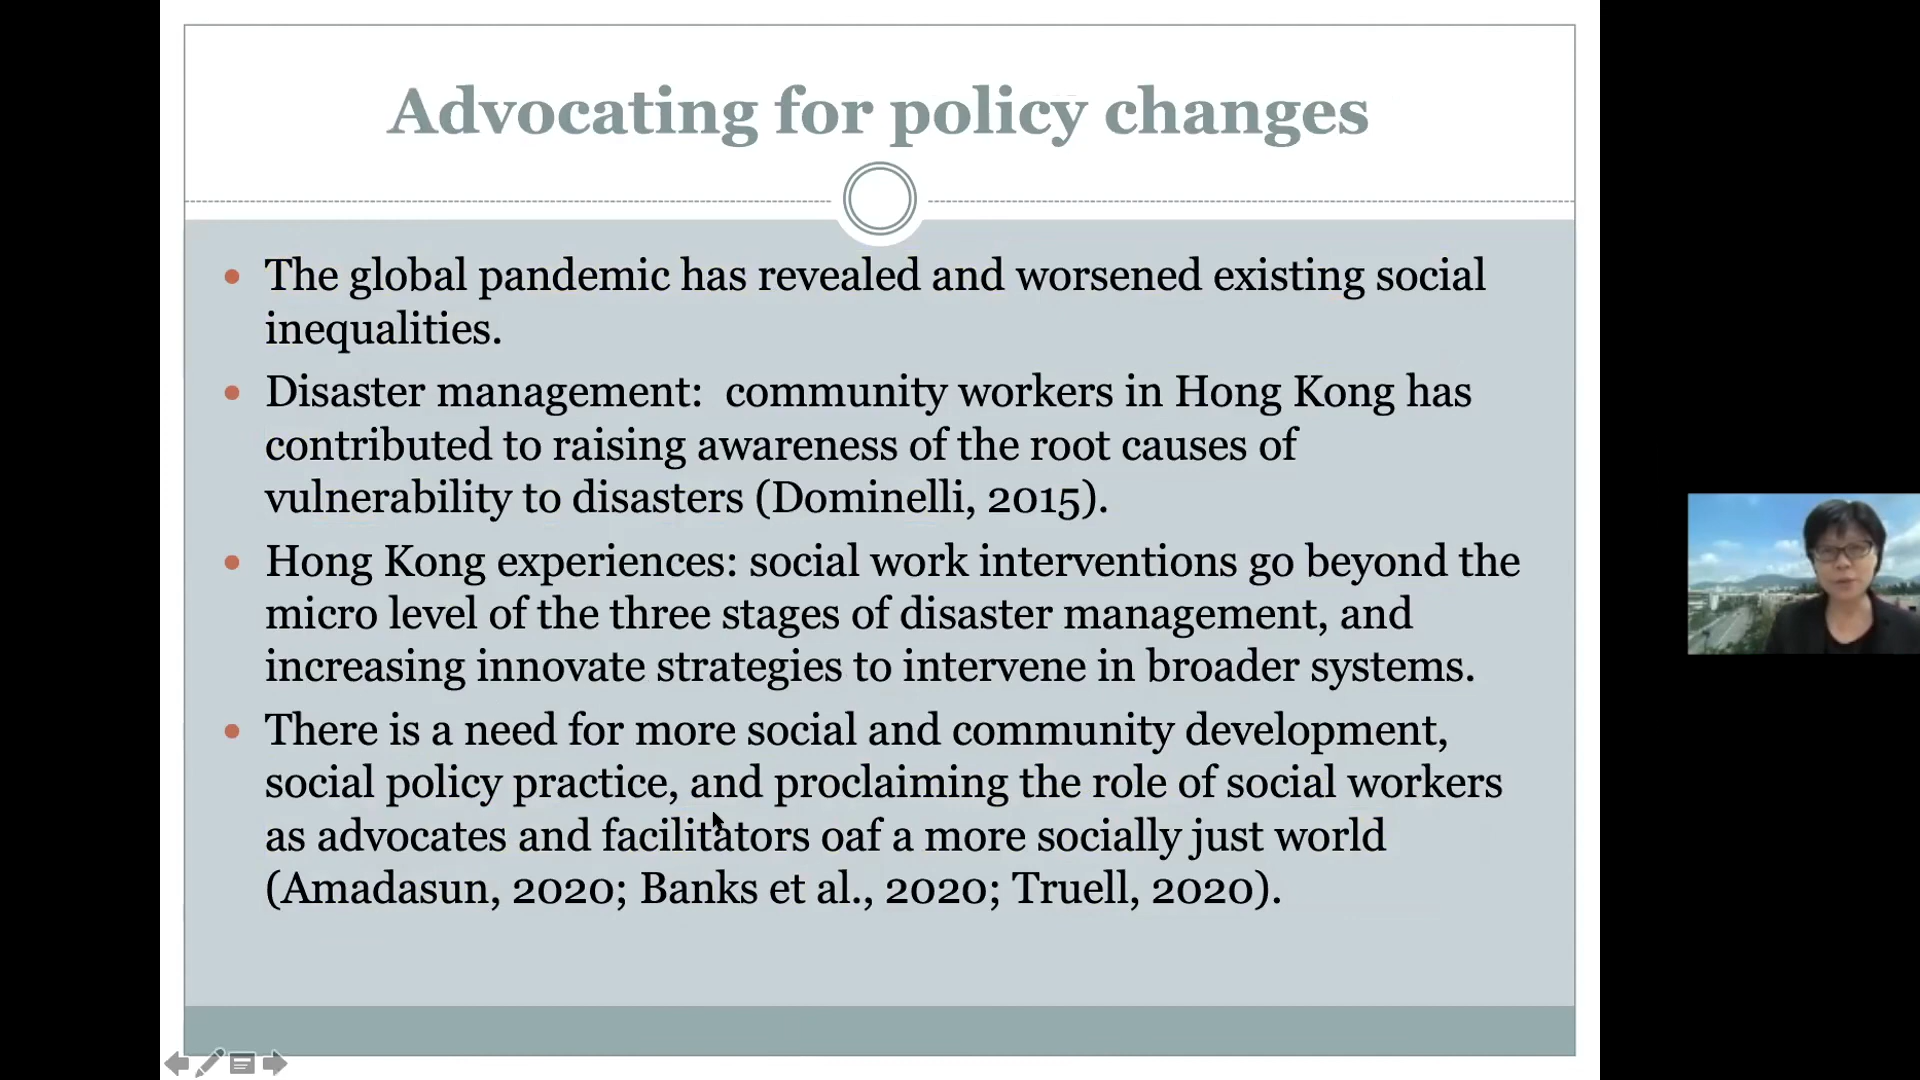 Advocating for policy changes
The global pandemic has revealed and worsened existing social
inequalities.
Disaster management:  community workers in Hong Kong has
contributed to raising awareness of the root causes of
vulnerability to disasters (Dominelli, 2015).
Hong Kong experiences: social work interventions go beyond the
micro level of the three stages of disaster management, and
increasing innovate strategies to intervene in broader systems.
There is a need for more social and community development,
social policy practice, and proclaiming the role of social workers
as advocates and facilitators oaf a more socially just world
(Amadasun, 2020; Banks et al., 2020; Truell, 2020).